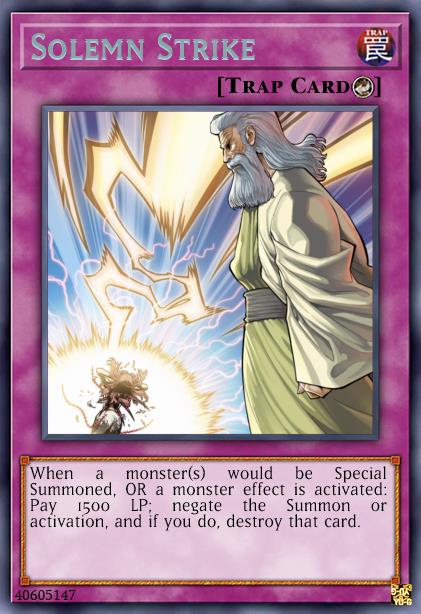 Solemn Strike
TRAP
罠
[Trap Card]
When a monster(s) would be Special
Summoned, OR a monster effect is activated:
Pay 1500 LP; negate the Summon or
activation, and if you do, destroy that card.
40605147